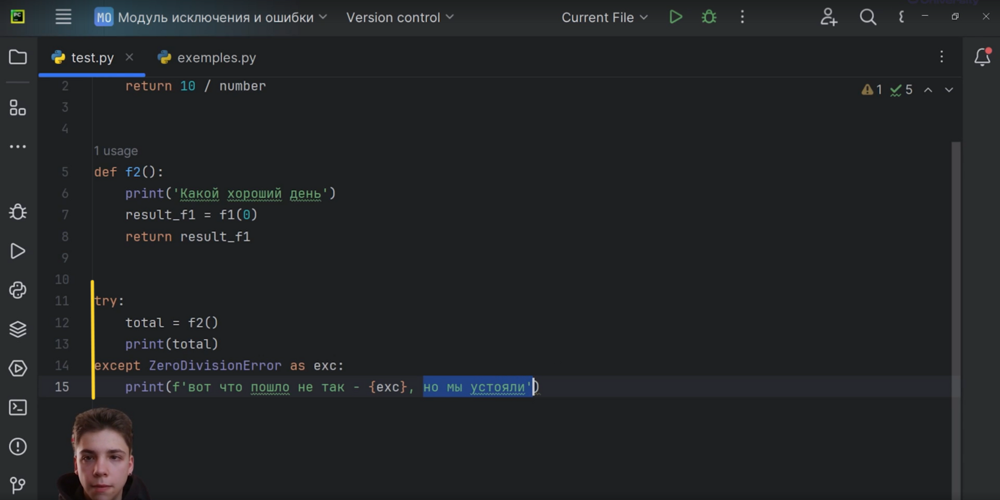 PC
MO Модуль исключения и ошибки Version control Current File
test.py exemples.py
2 return 10 / number
1 5
3
4
1 usage
5 def f2():
6 print('Какой хороший день')
7 result_f1 = f1(0)
8 return result_f1
9
10
11 try:
12 total = f2()
13 print(total)
14 except ZeroDivisionError as exc:
15 print(f'вот что пошло не так - {exc}, но мы устояли')